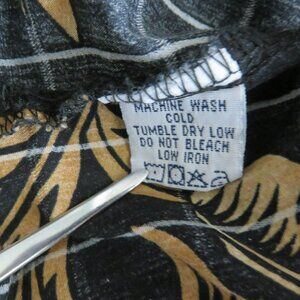 MACHINE WASH
COLD
TUMBLE DRY LOW
DO NOT BLEACH
LOW IRON